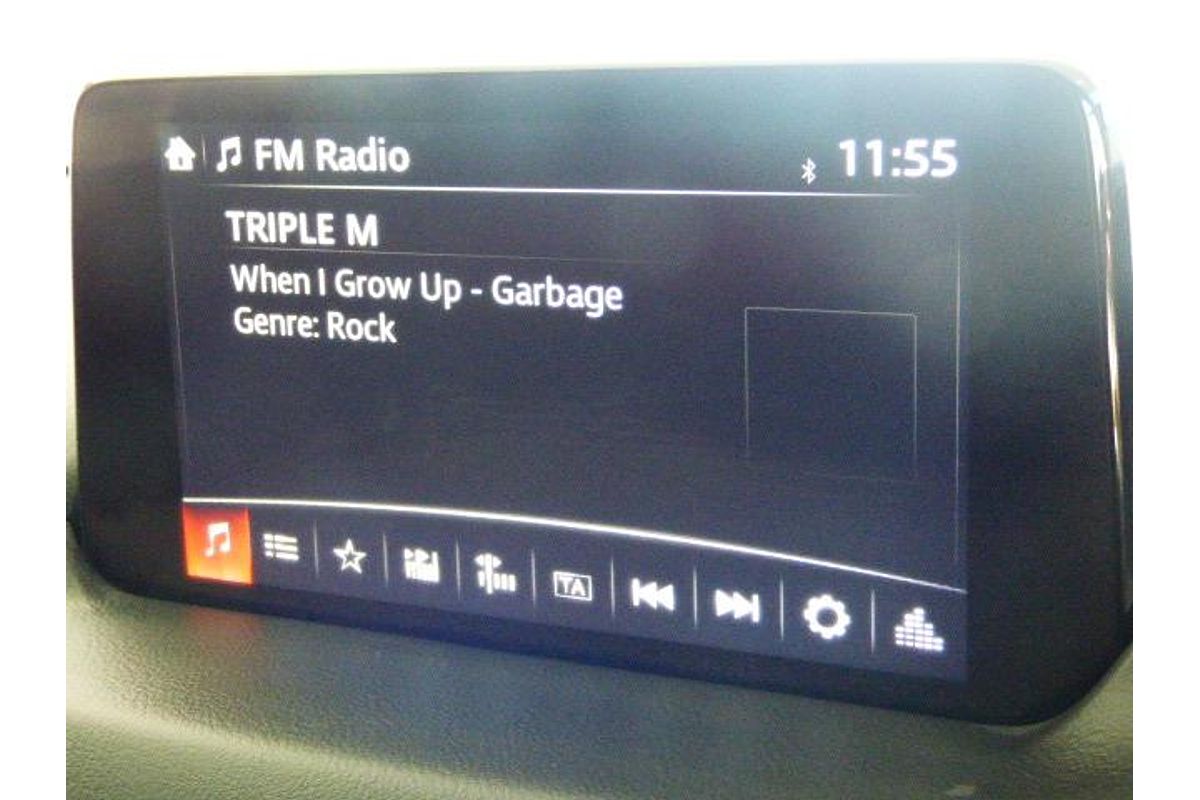 FM Radio
11:55
TRIPLE M
When I Grow Up - Garbage
Genre: Rock
TA